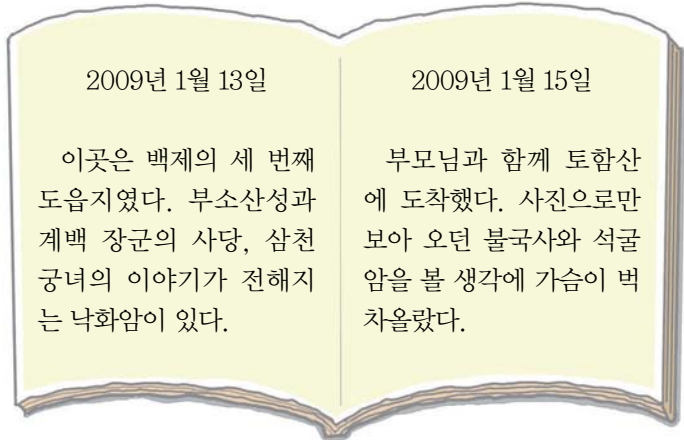 2009년 1월 13일
이곳은 백제의 세 번째
도읍지였다. 부소산성과
계백 장군의 사당, 삼천
궁녀의 이야기가 전해지
는 낙화암이 있다.
2009년 1월 15일
부모님과 함께 토함산
에 도착했다. 사진으로만
보아 오던 불국사와 석굴
암을 볼 생각에 가슴이 벅
차올랐다.